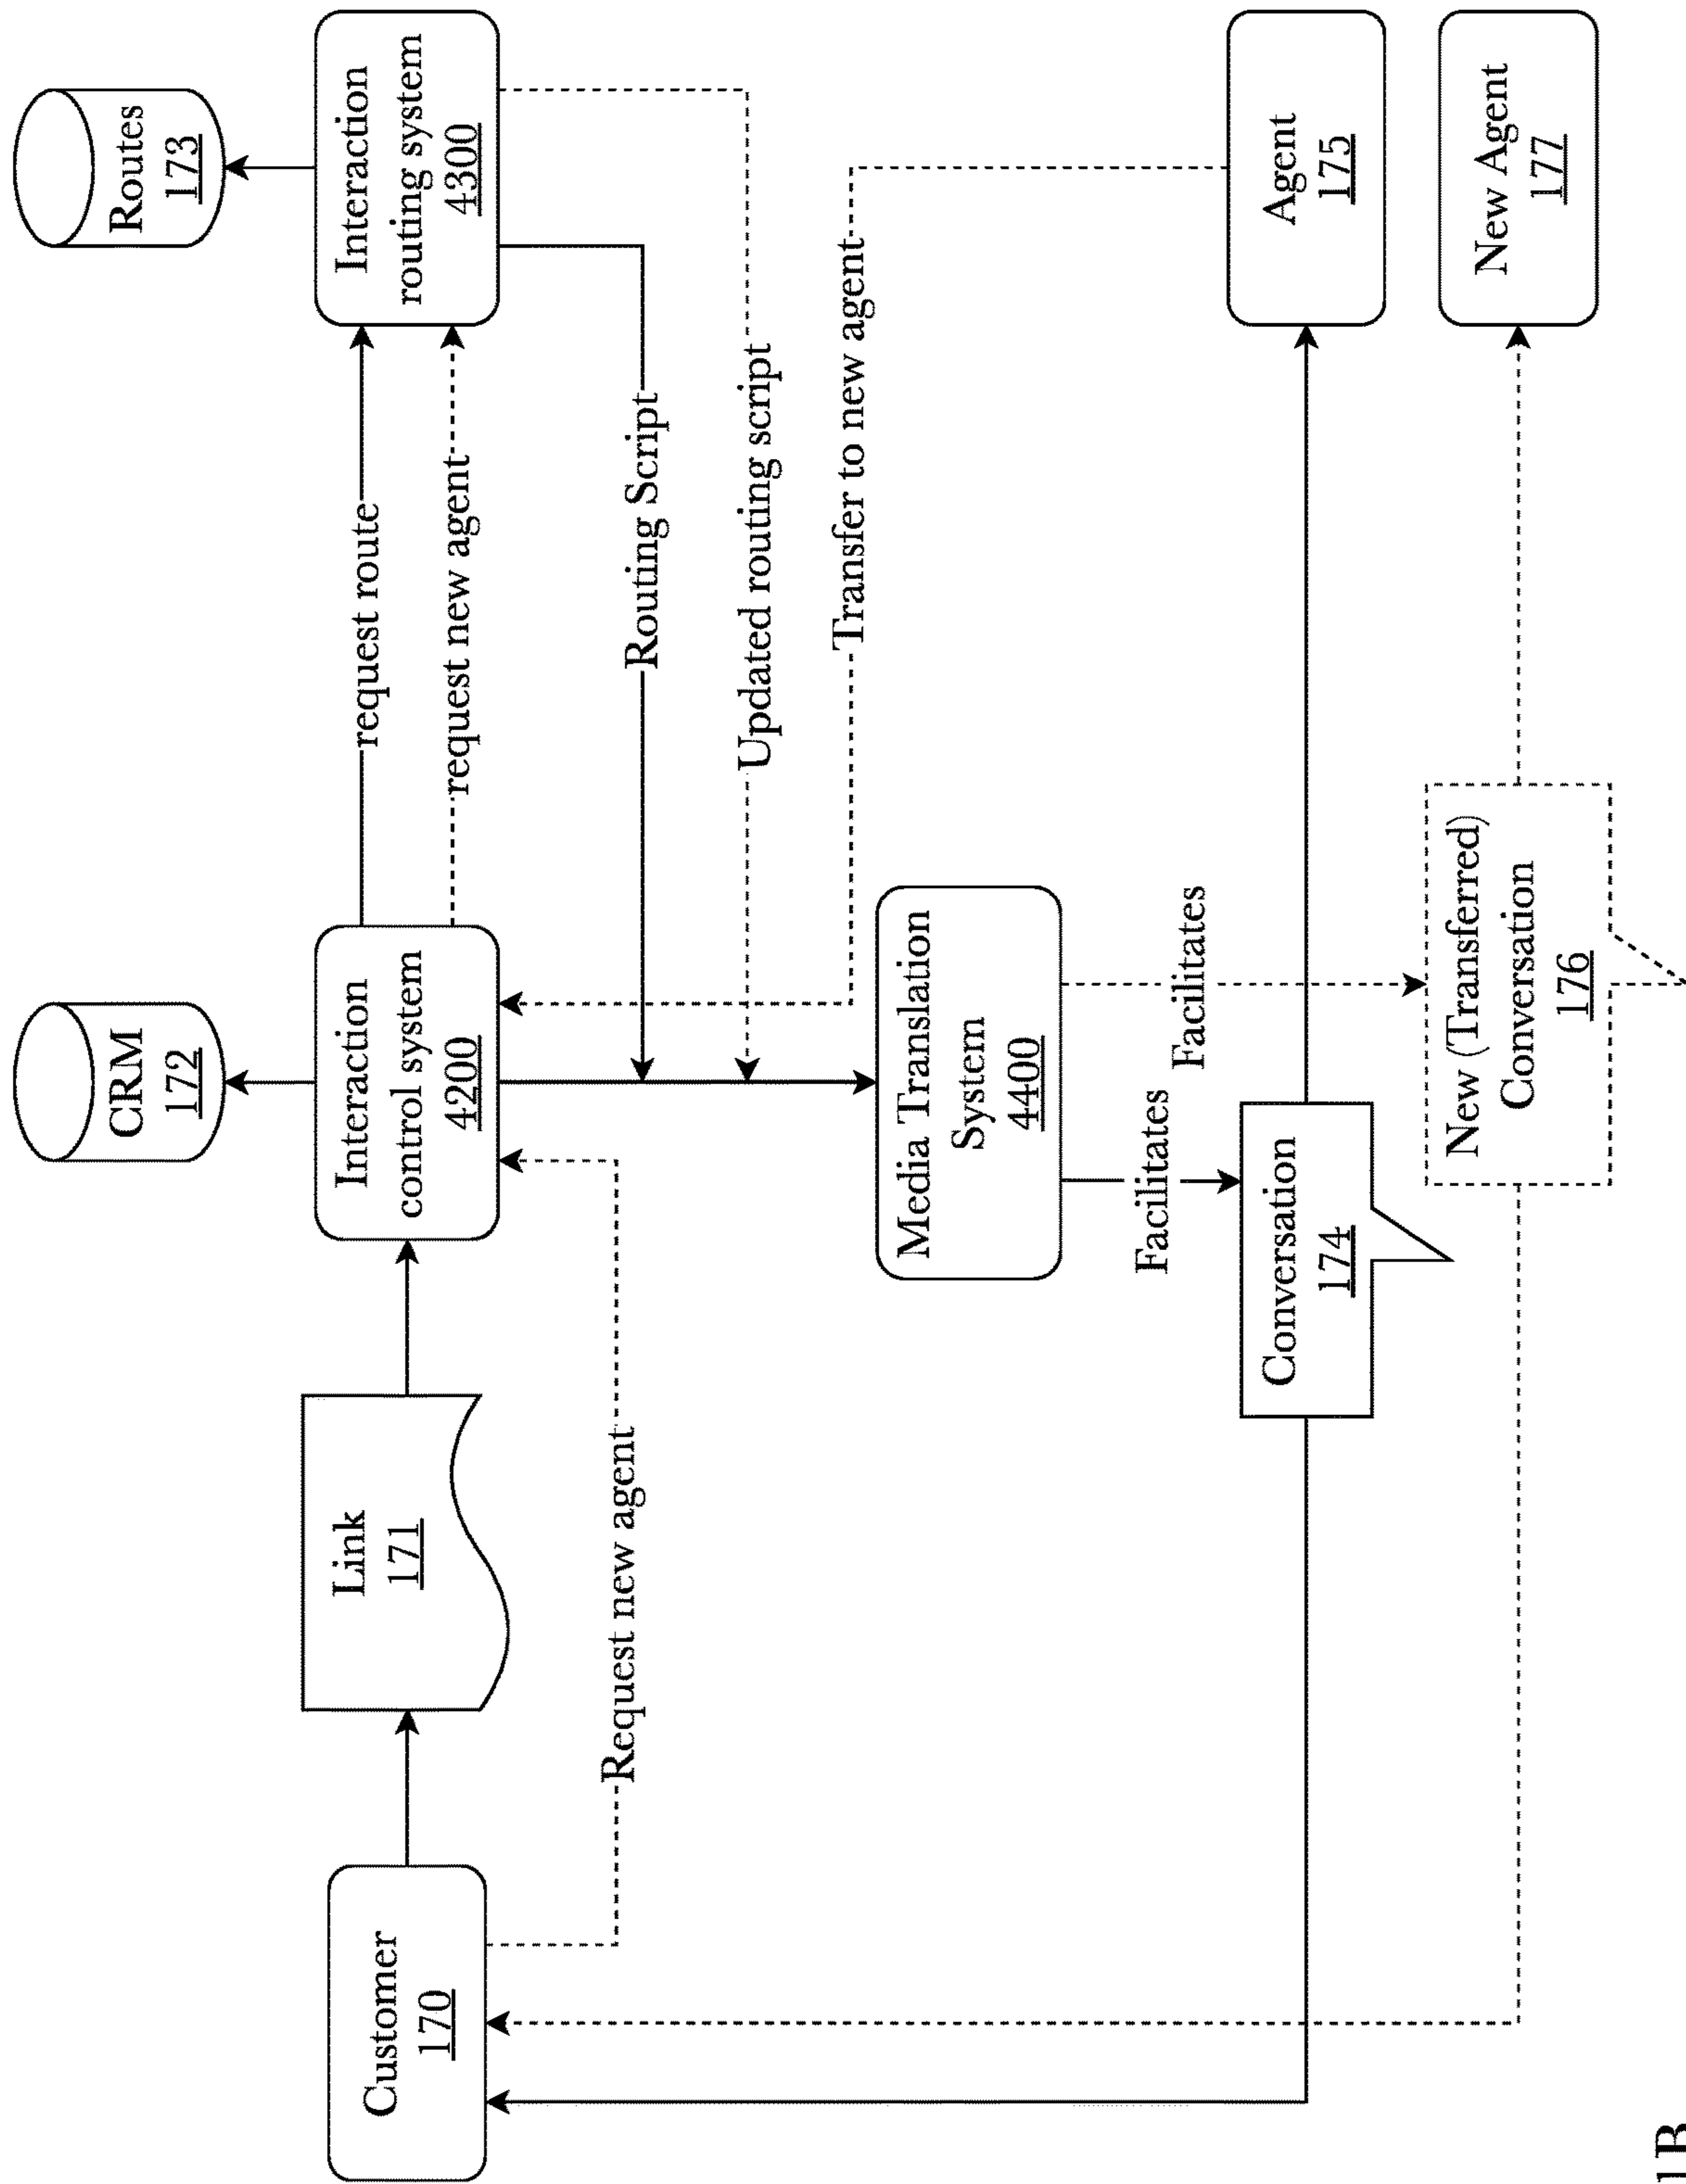 CRM
172
Routes
173
Customer
170
Link
171
Interaction
control system
4200
request route
request new agent
Interaction
routing system
4300
Request new agent
Routing Script
Updated routing script
Transfer to new agent
Media Translation
System
4400
Facilitates
Facilitates
Conversation
174
Agent
175
New (Transferred)
Conversation
176
New Agent
177
1B